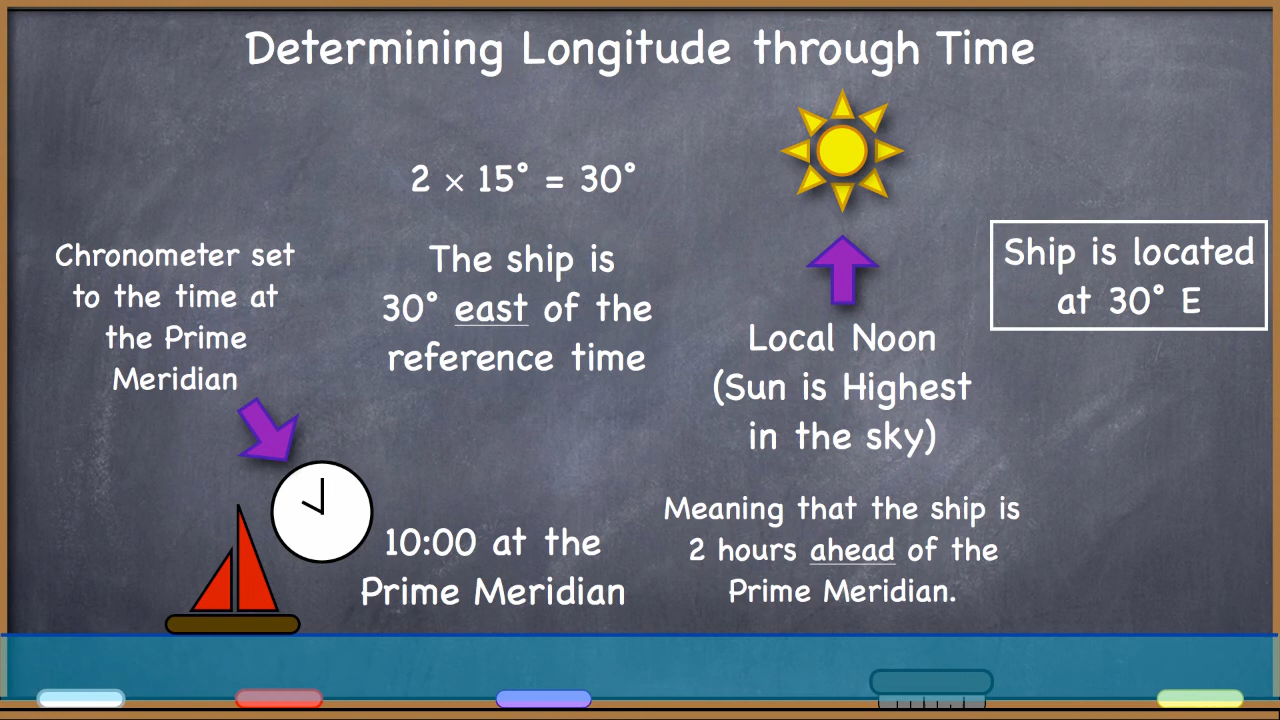 Determining Longitude through Time
2 × 15° = 30°
Chronometer set
to the time at
the Prime
Meridian
The ship is
30° east of the
reference time
Local Noon
(Sun is Highest
in the sky)
Ship is located
at 30° E
10:00 at the
Prime Meridian
Meaning that the ship is
2 hours ahead of the
Prime Meridian.